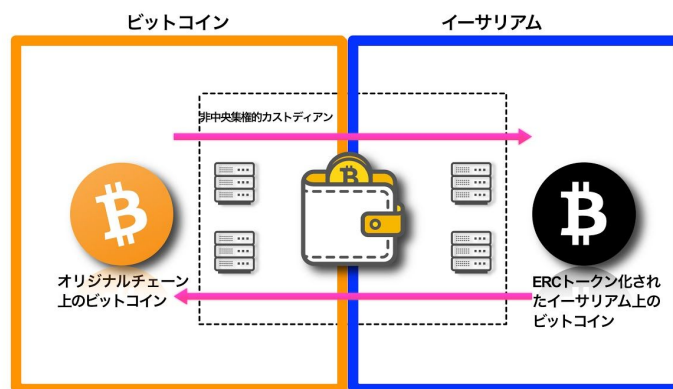 ビットコイン
イーサリアム
非中央集権的カストディアン
オリジナルチェーン
上のビットコイン
ERCトークン化され
たイーサリアム上の
ビットコイン